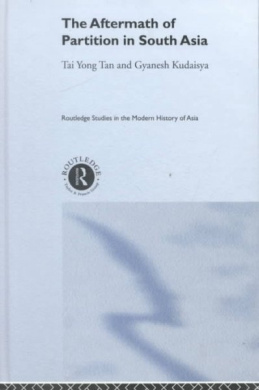 The Aftermath of
Partition in South Asia
Tai Yong Tan and Gyanesh Kudaisya
Routledge Studies in the Modern History of Asia
ROUTLEDGE
R